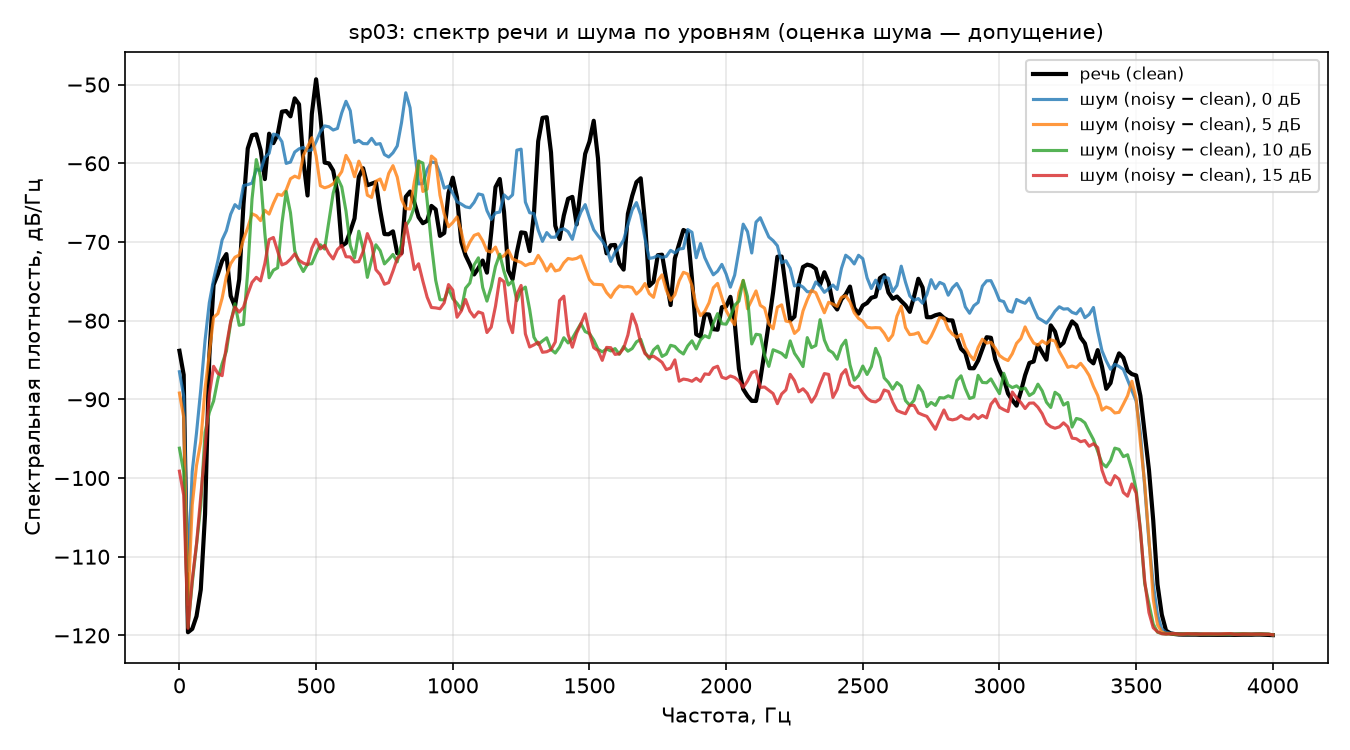 sp03: спектр речи и шума по уровням (оценка шума — допущение)
Спектральная плотность, дБ/Гц
−50
−60
−70
−80
−90
−100
−110
−120
речь (clean)
шум (noisy − clean), 0 дБ
шум (noisy − clean), 5 дБ
шум (noisy − clean), 10 дБ
шум (noisy − clean), 15 дБ
0
500
1000
1500
2000
2500
3000
3500
4000
Частота, Гц